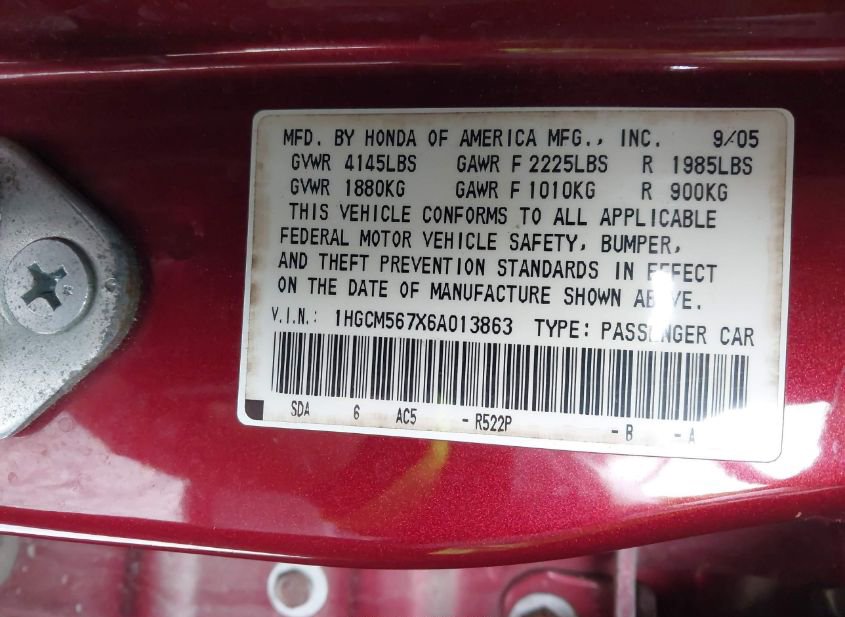 MFD. BY HONDA OF AMERICA MFG., INC. 9/05
GVWR 4145LBS GAWR F 2225LBS R 1985LBS
GVWR 1880KG GAWR F 1010KG R 900KG
THIS VEHICLE CONFORMS TO ALL APPLICABLE
FEDERAL MOTOR VEHICLE SAFETY, BUMPER,
AND THEFT PREVENTION STANDARDS IN EFFECT
ON THE DATE OF MANUFACTURE SHOWN ABOVE.
V.I.N.: 1HGCM567X6A013863 TYPE: PASSENGER CAR
SDA 6 AC5 - R522P - B - A